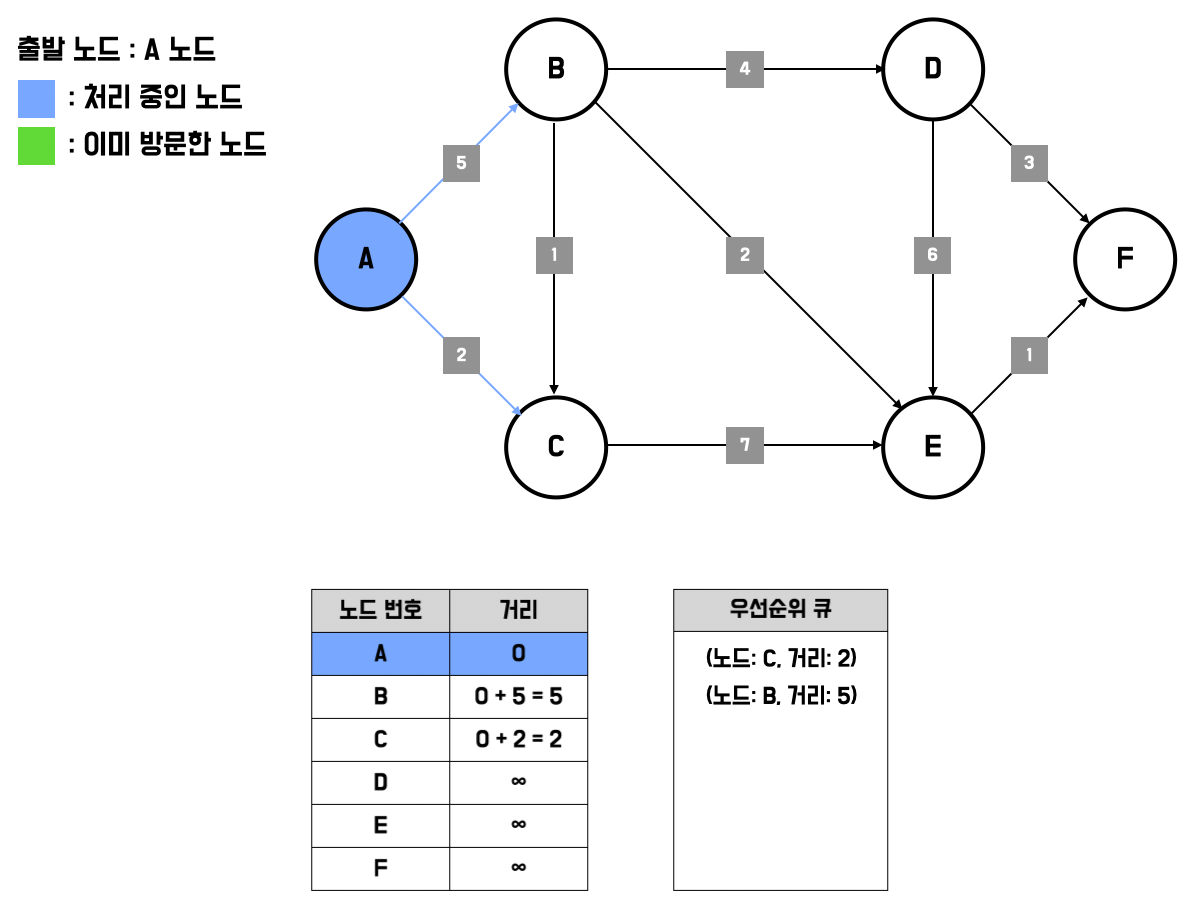 출발 노드 : A 노드
: 처리 중인 노드
: 이미 방문한 노드
B
4
D
5
3
A
1
2
6
F
2
1
C
7
E
노드 번호 거리
A 0
B 0 + 5 = 5
C 0 + 2 = 2
D ∞
E ∞
F ∞
우선순위 큐
(노드: C, 거리: 2)
(노드: B, 거리: 5)